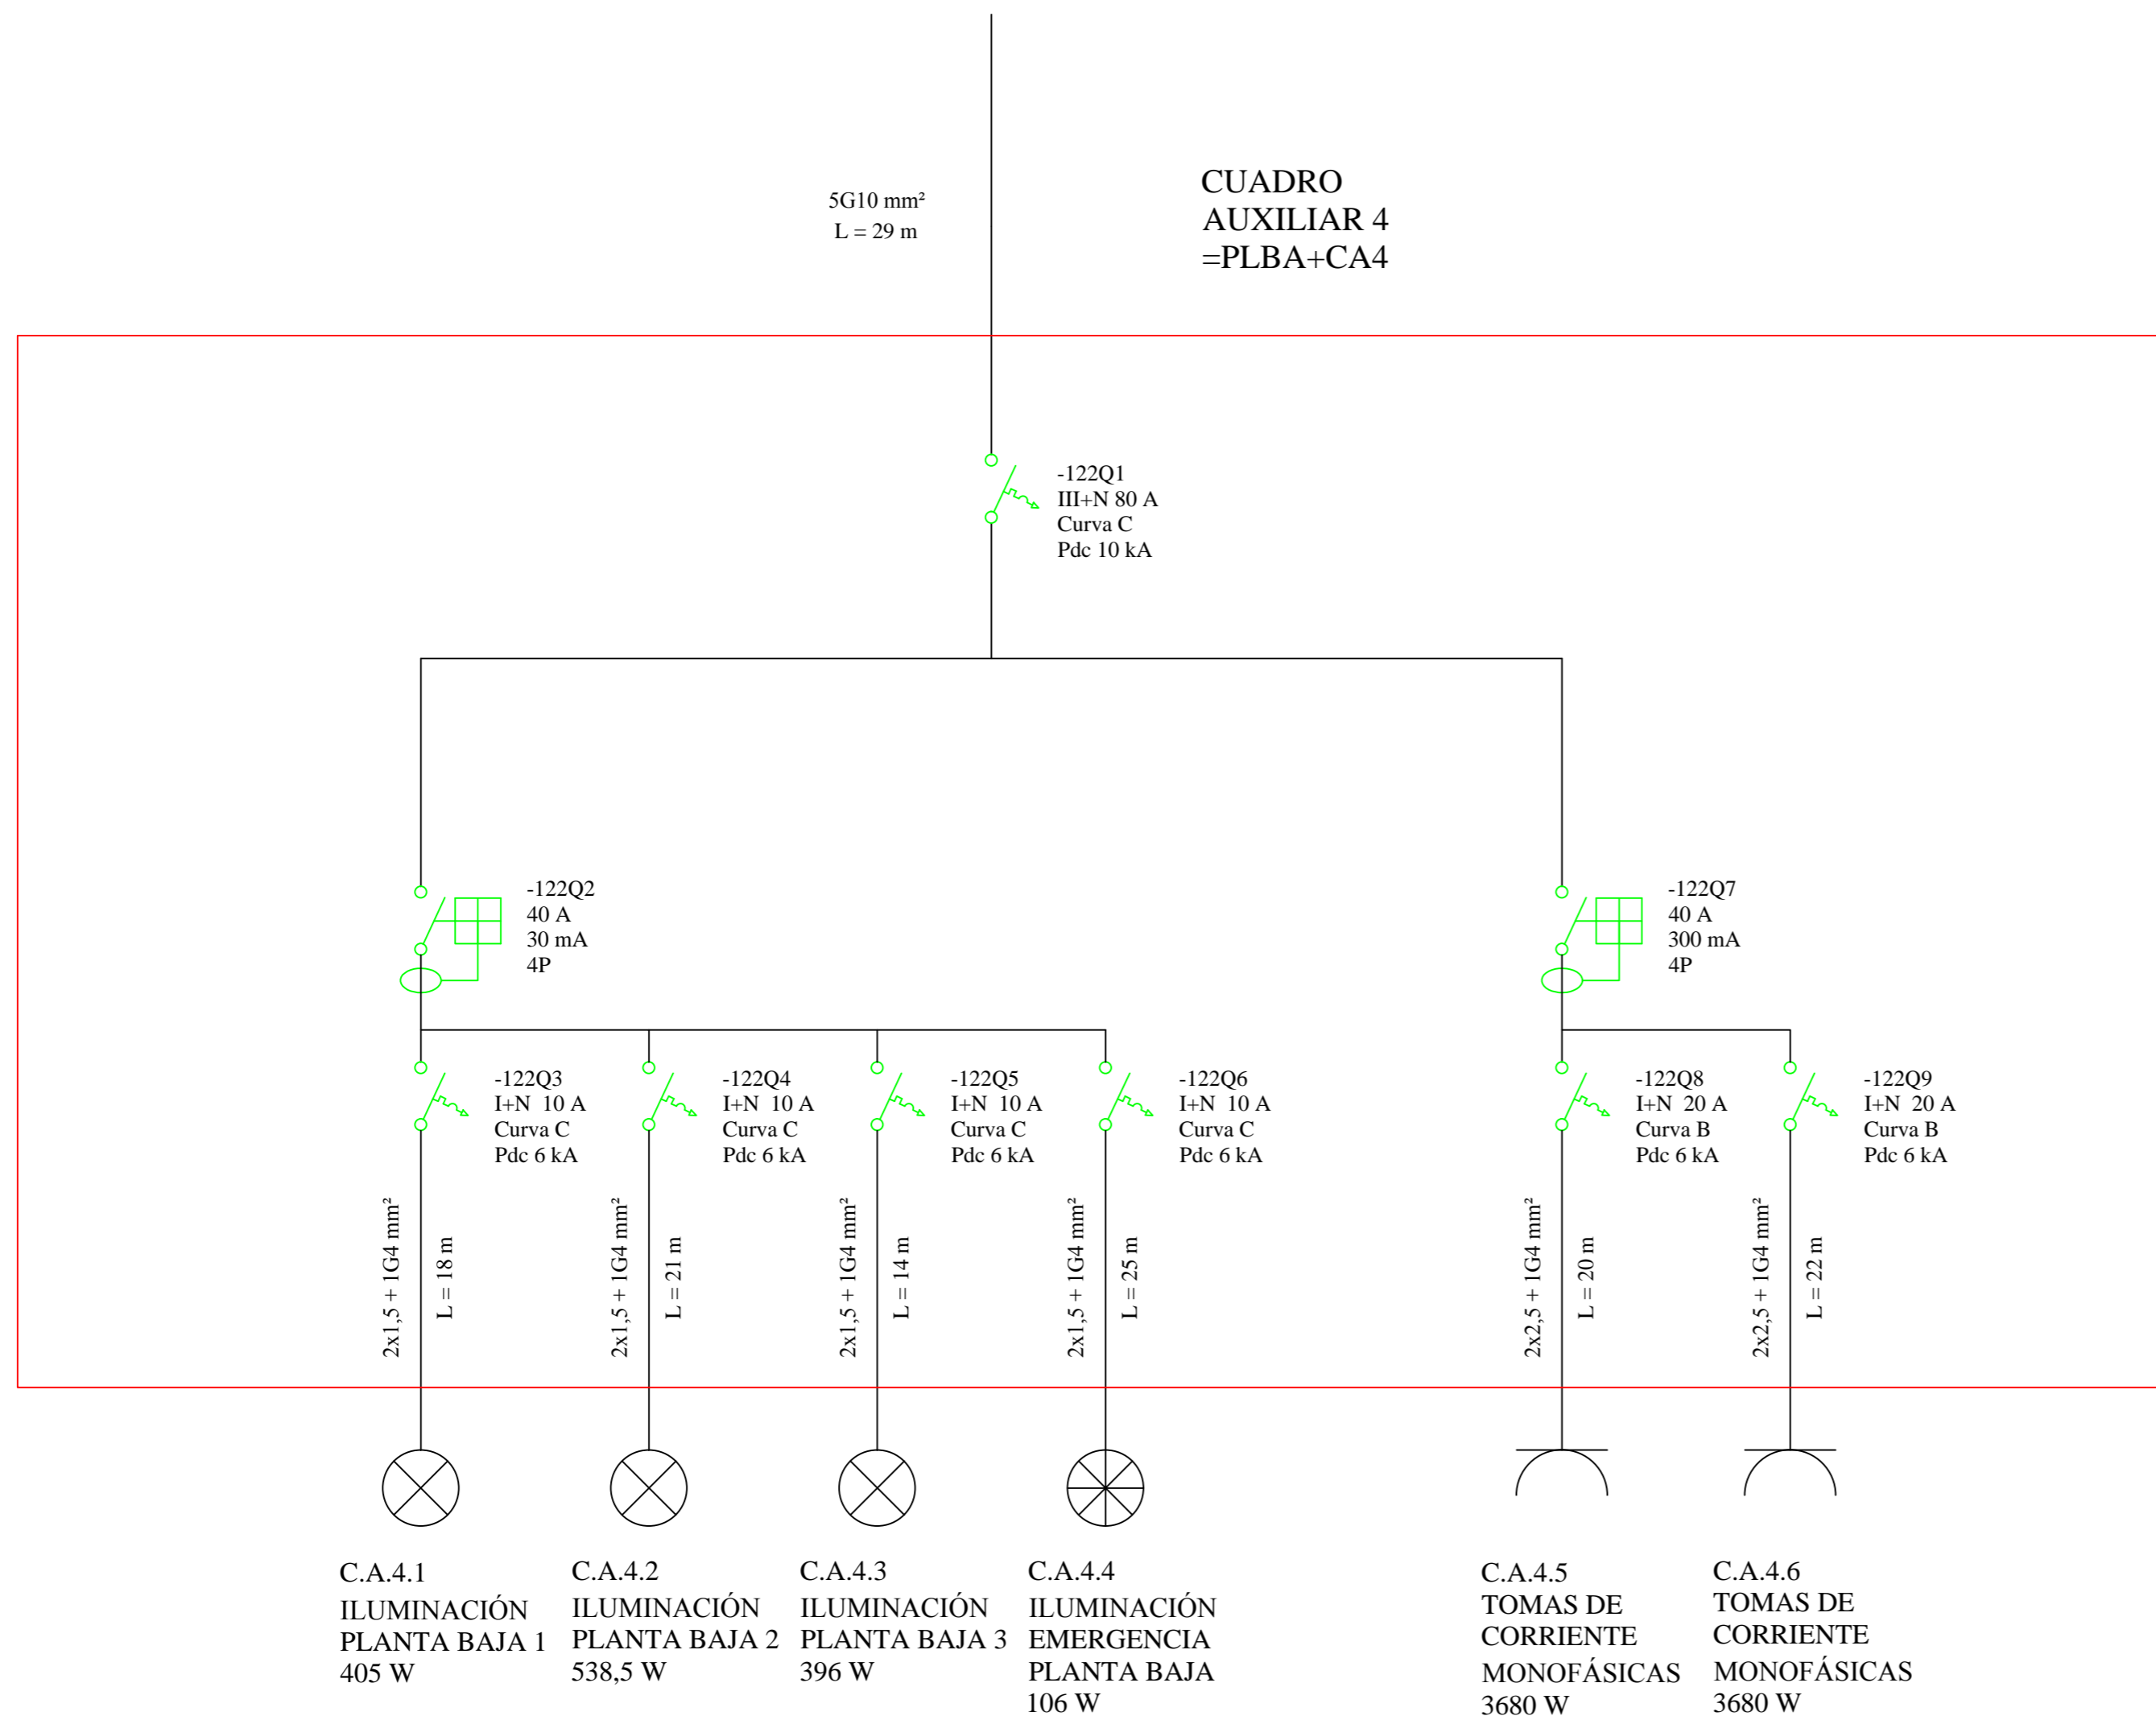 5G10 mm²
L = 29 m
CUADRO
AUXILIAR 4
=PLBA+CA4
-122Q1
III+N 80 A
Curva C
Pdc 10 kA
-122Q2
40 A
30 mA
4P
-122Q7
40 A
300 mA
4P
-122Q3
I+N 10 A
Curva C
Pdc 6 kA
-122Q4
I+N 10 A
Curva C
Pdc 6 kA
-122Q5
I+N 10 A
Curva C
Pdc 6 kA
-122Q6
I+N 10 A
Curva C
Pdc 6 kA
-122Q8
I+N 20 A
Curva B
Pdc 6 kA
-122Q9
I+N 20 A
Curva B
Pdc 6 kA
2x1,5 + 1G4 mm²
L = 18 m
2x1,5 + 1G4 mm²
L = 21 m
2x1,5 + 1G4 mm²
L = 14 m
2x1,5 + 1G4 mm²
L = 25 m
2x2,5 + 1G4 mm²
L = 20 m
2x2,5 + 1G4 mm²
L = 22 m
C.A.4.1
ILUMINACIÓN
PLANTA BAJA 1
405 W
C.A.4.2
ILUMINACIÓN
PLANTA BAJA 2
538,5 W
C.A.4.3
ILUMINACIÓN
PLANTA BAJA 3
396 W
C.A.4.4
ILUMINACIÓN
EMERGENCIA
PLANTA BAJA
106 W
C.A.4.5
TOMAS DE
CORRIENTE
MONOFÁSICAS
3680 W
C.A.4.6
TOMAS DE
CORRIENTE
MONOFÁSICAS
3680 W